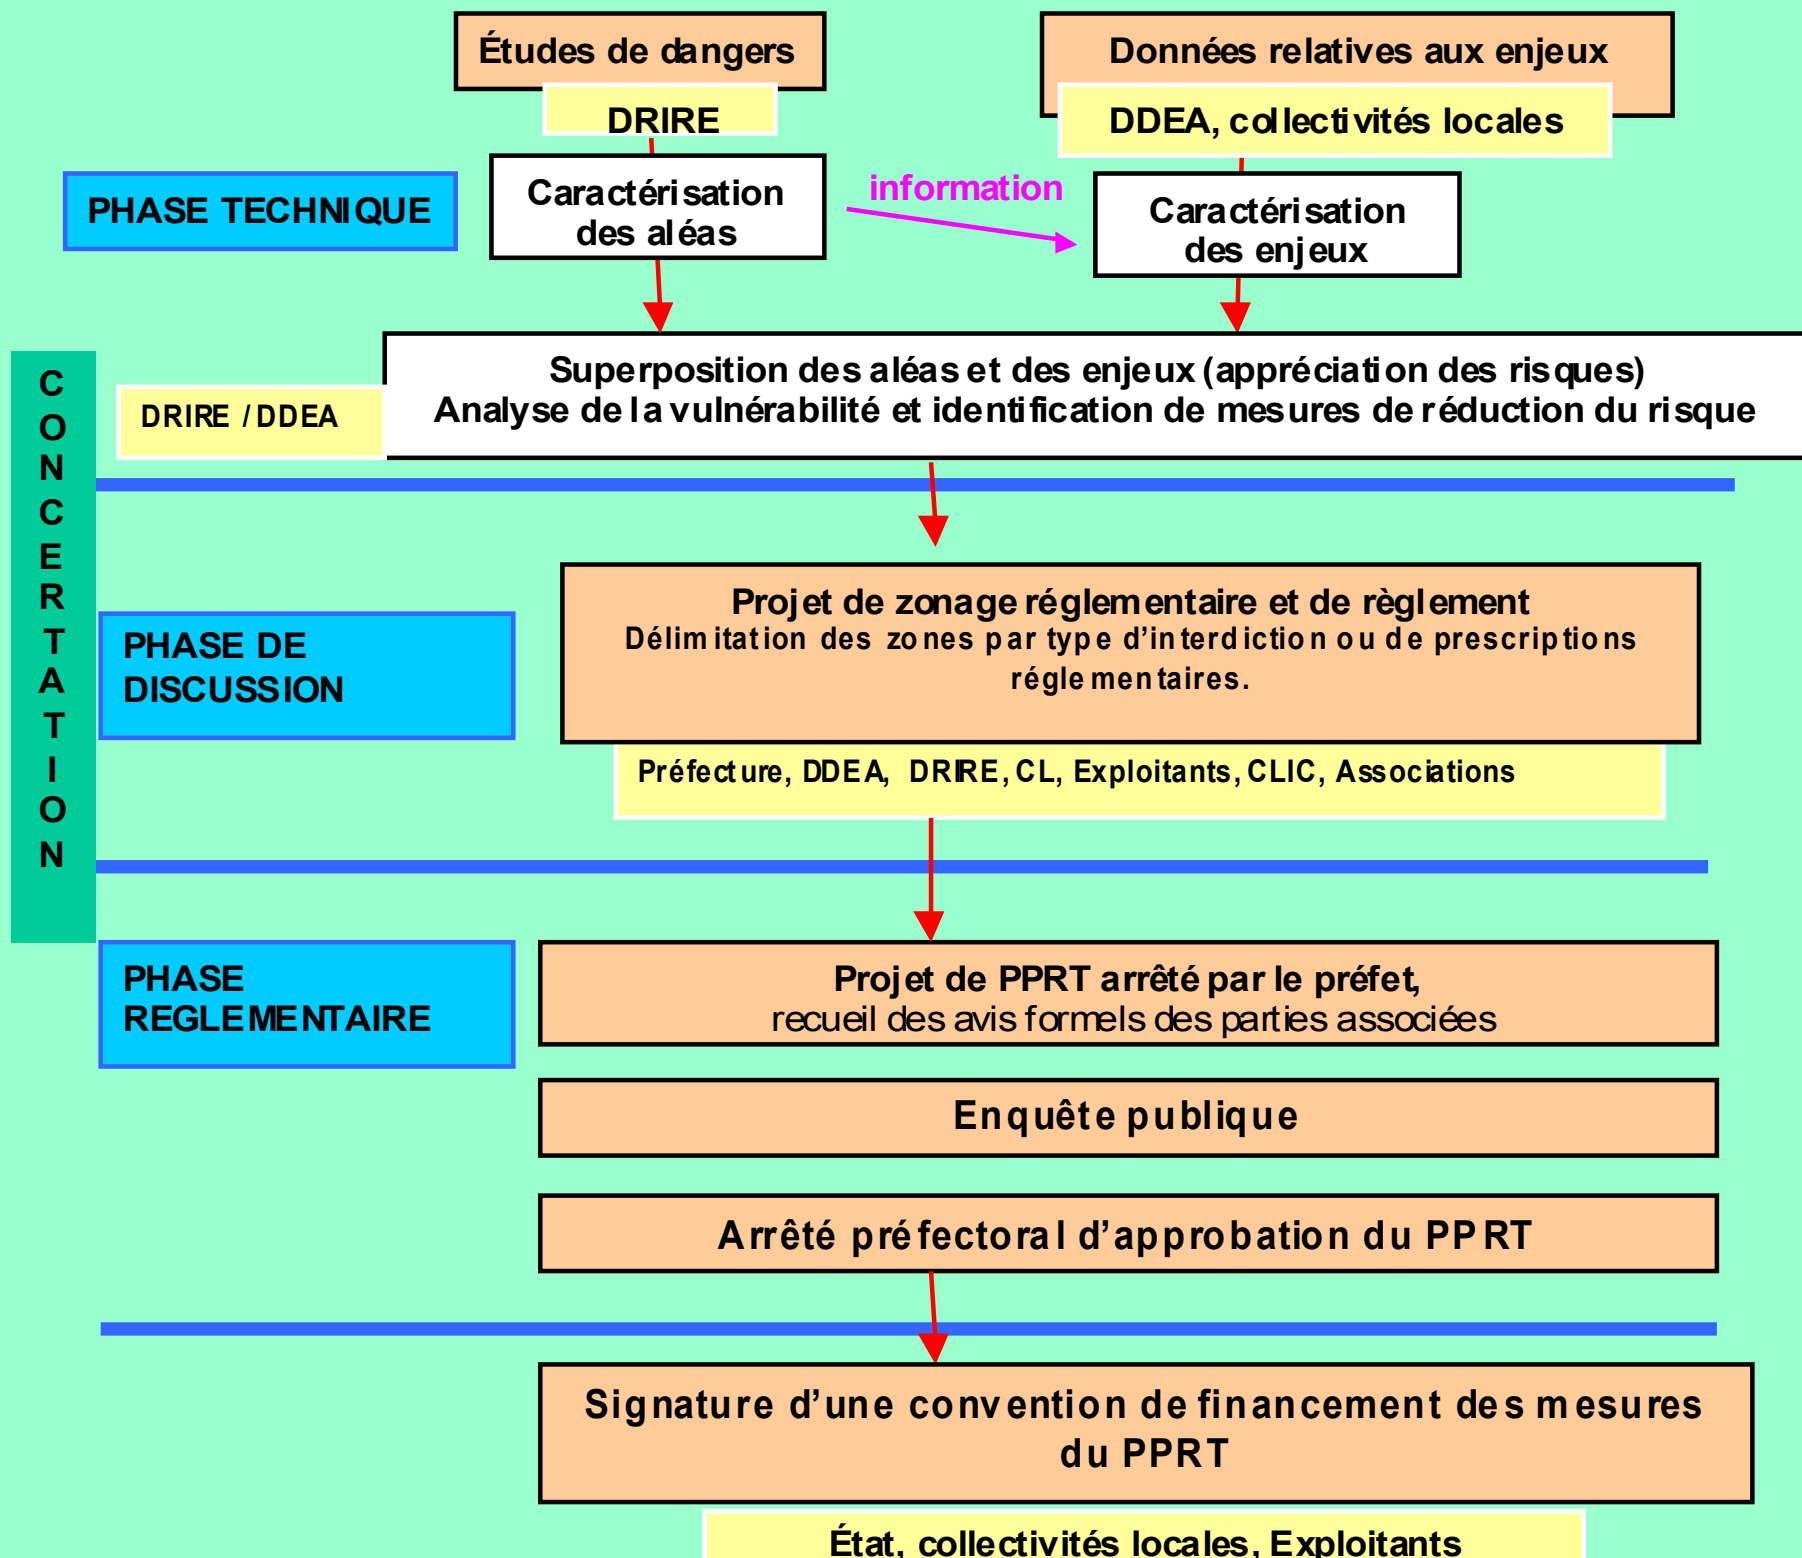 Études de dangers
Données relatives aux enjeux
DRIRE
DDEA, collectivités locales
PHASE TECHNIQUE
Caractérisation
des aléas
information
Caractérisation
des enjeux
CONCERTATION
DRIRE / DDEA
Superposition des aléas et des enjeux (appréciation des risques)
Analyse de la vulnérabilité et identification de mesures de réduction du risque
PHASE DE
DISCUSSION
Projet de zonage réglementaire et de règlement
Délimitation des zones par type d’interdiction ou de prescriptions
réglementaires.
Préfecture, DDEA, DRIRE, CL, Exploitants, CLIC, Associations
PHASE
REGLEMENTAIRE
Projet de PPRT arrêté par le préfet,
recueil des avis formels des parties associées
Enquête publique
Arrêté préfectoral d’approbation du PPRT
Signature d’une convention de financement des mesures
du PPRT
État, collectivités locales, Exploitants